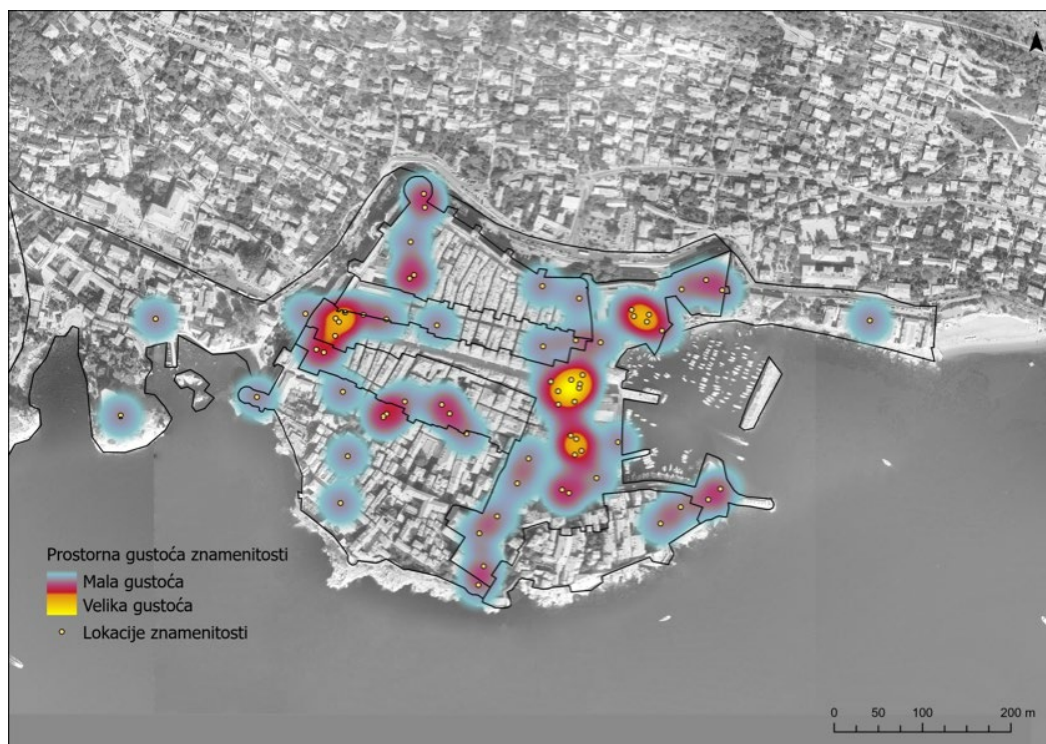 Prostorna gustoća znamenitosti
Mala gustoća
Velika gustoća
Lokacije znamenitosti
0 50 100 200 m